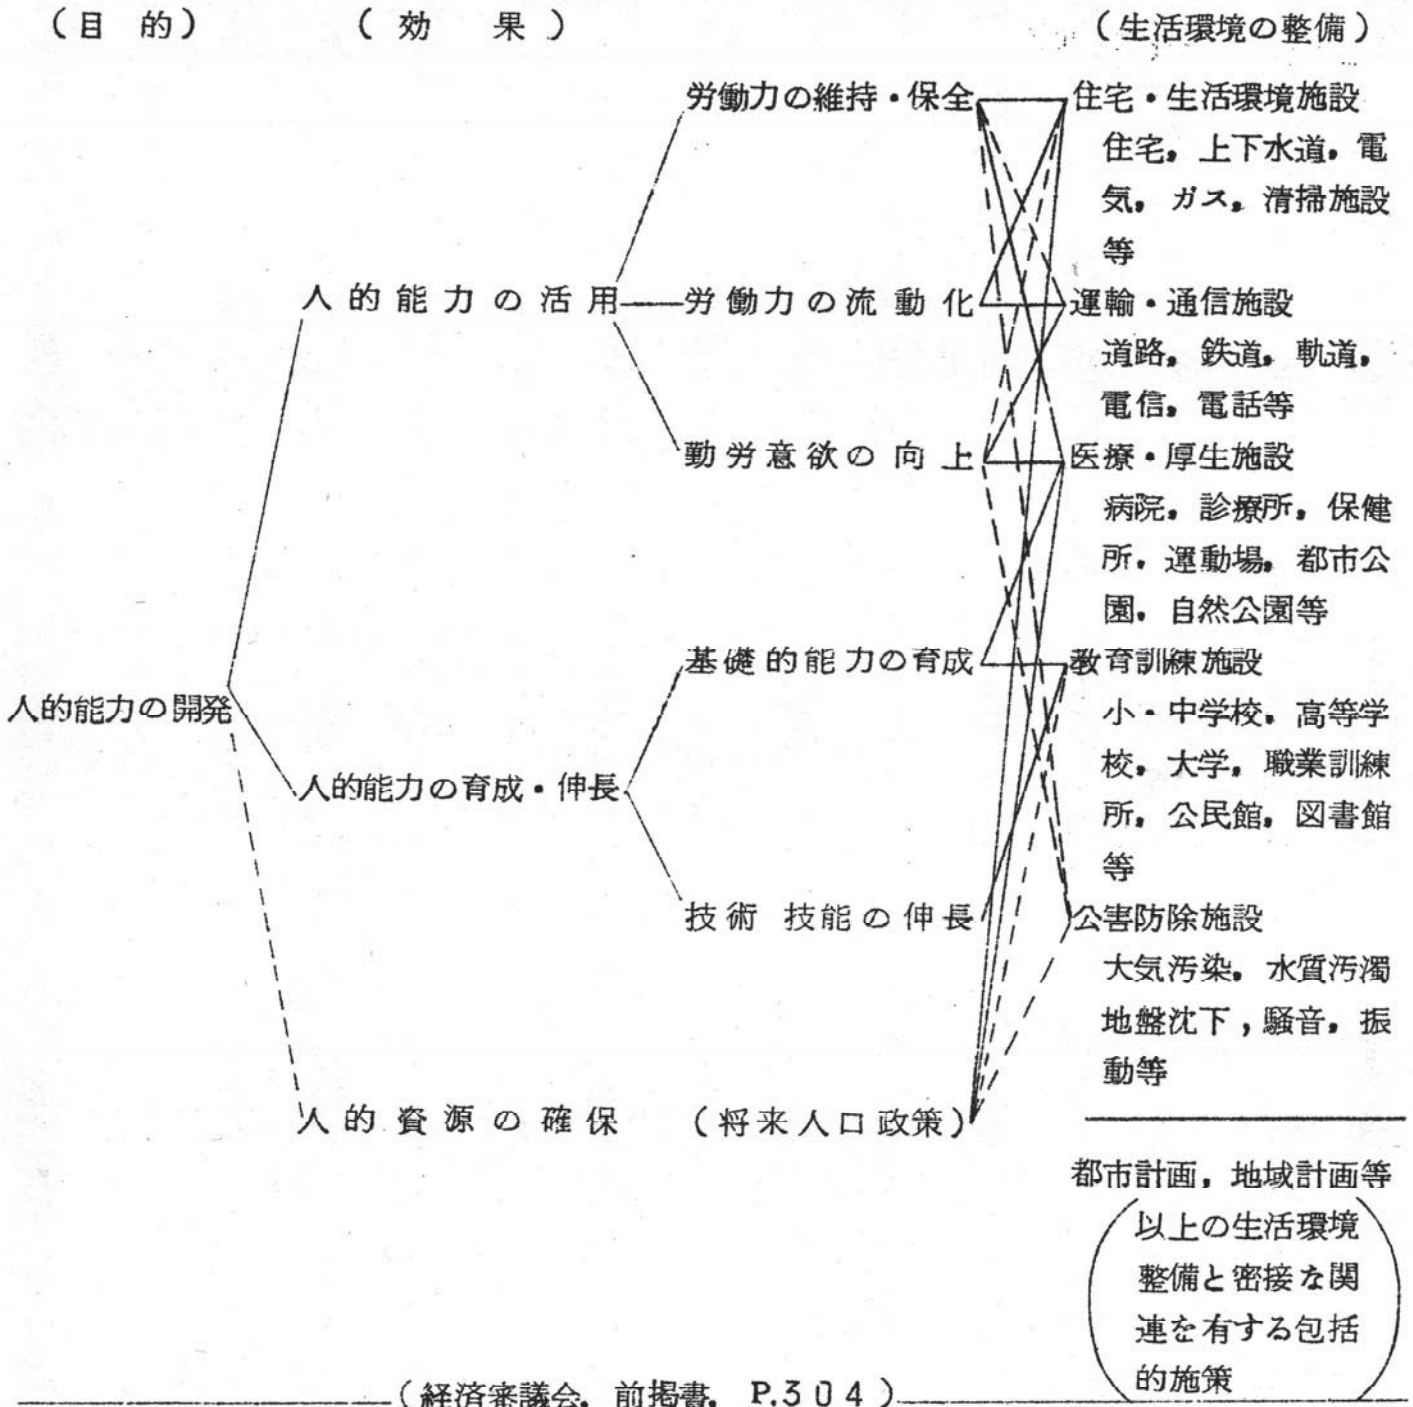 （目 的） （ 効 果 ） （生活環境の整備）
労働力の維持・保全 住宅・生活環境施設
住宅，上下水道，電
気，ガス，清掃施設
等
人的能力の活用 労働力の流動化 運輸・通信施設
道路，鉄道，軌道，
電信，電話等
勤労意欲の向上 医療・厚生施設
病院，診療所，保健
所，運動場，都市公
園，自然公園等
基礎的能力の育成 教育訓練施設
人的能力の開発 小・中学校，高等学
校，大学，職業訓練
人的能力の育成・伸長
所，公民館，図書館
等
技術 技能の伸長 公害防除施設
大気汚染，水質汚濁
地盤沈下，騒音，振
動等
人的資源の確保 （将来人口政策）
都市計画，地域計画等
以上の生活環境
整備と密接な関
連を有する包括
的施策
（経済審議会，前掲書，P.304）